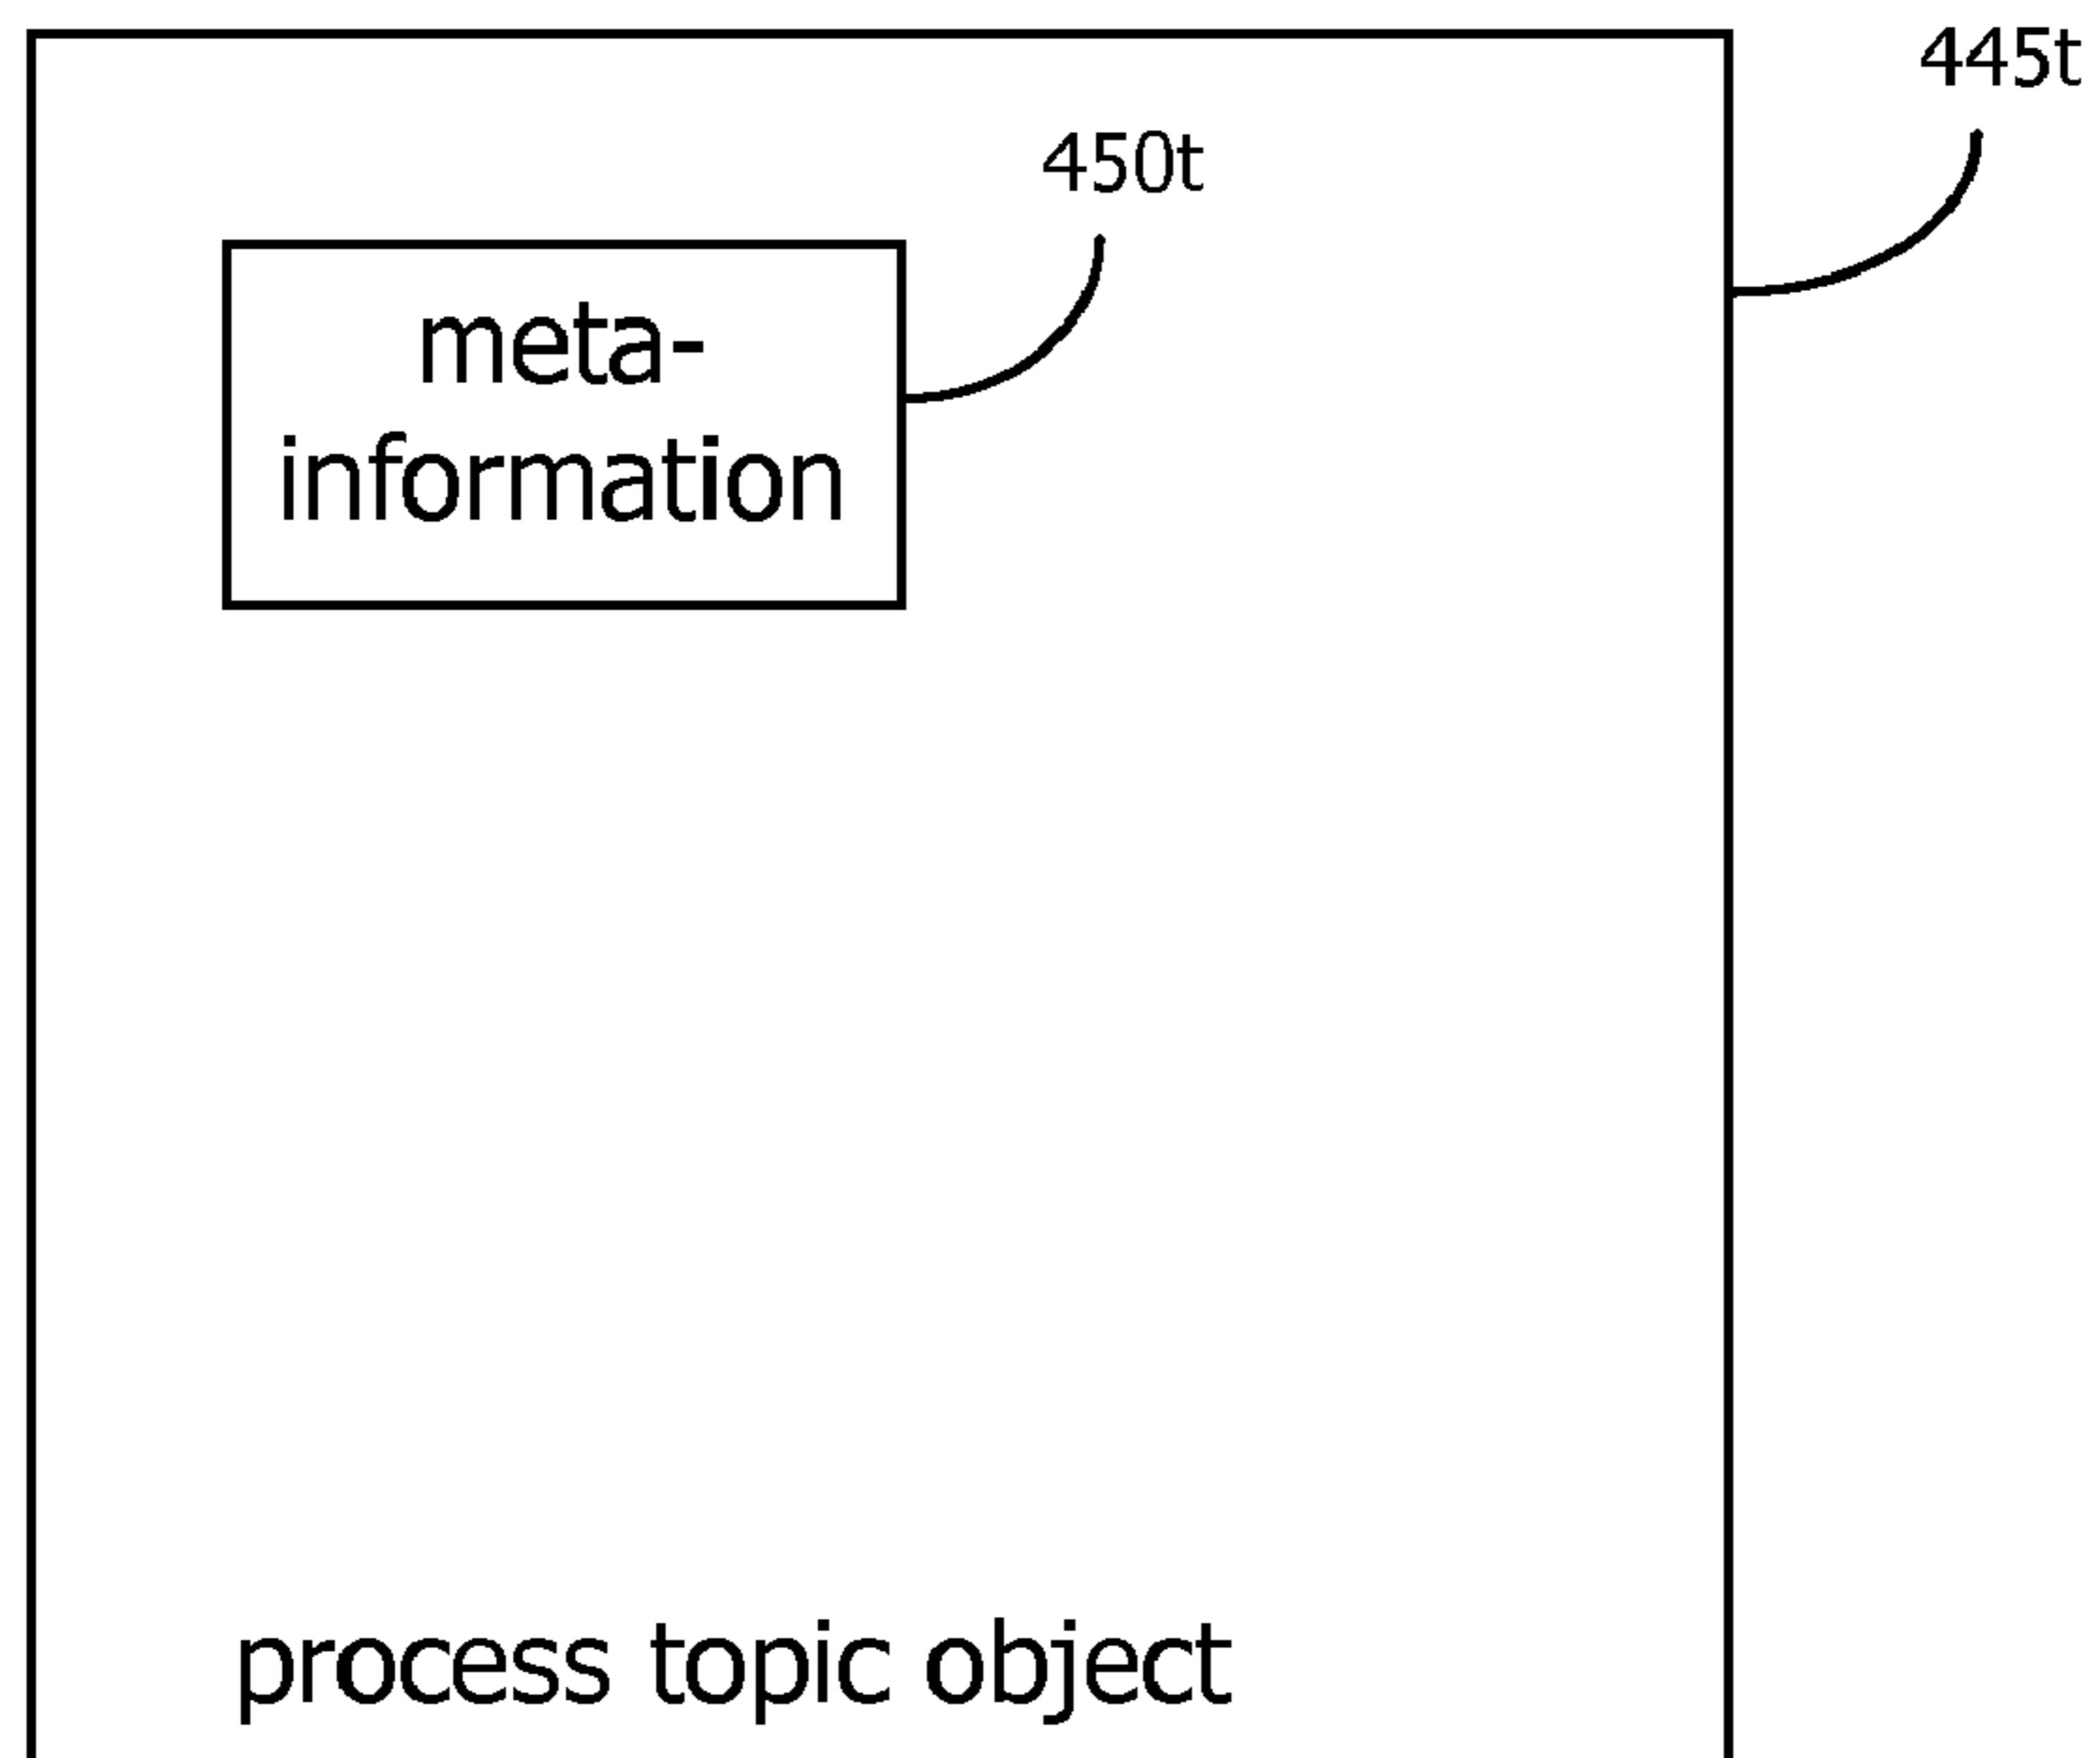 445t
450t
meta-
information
process topic object